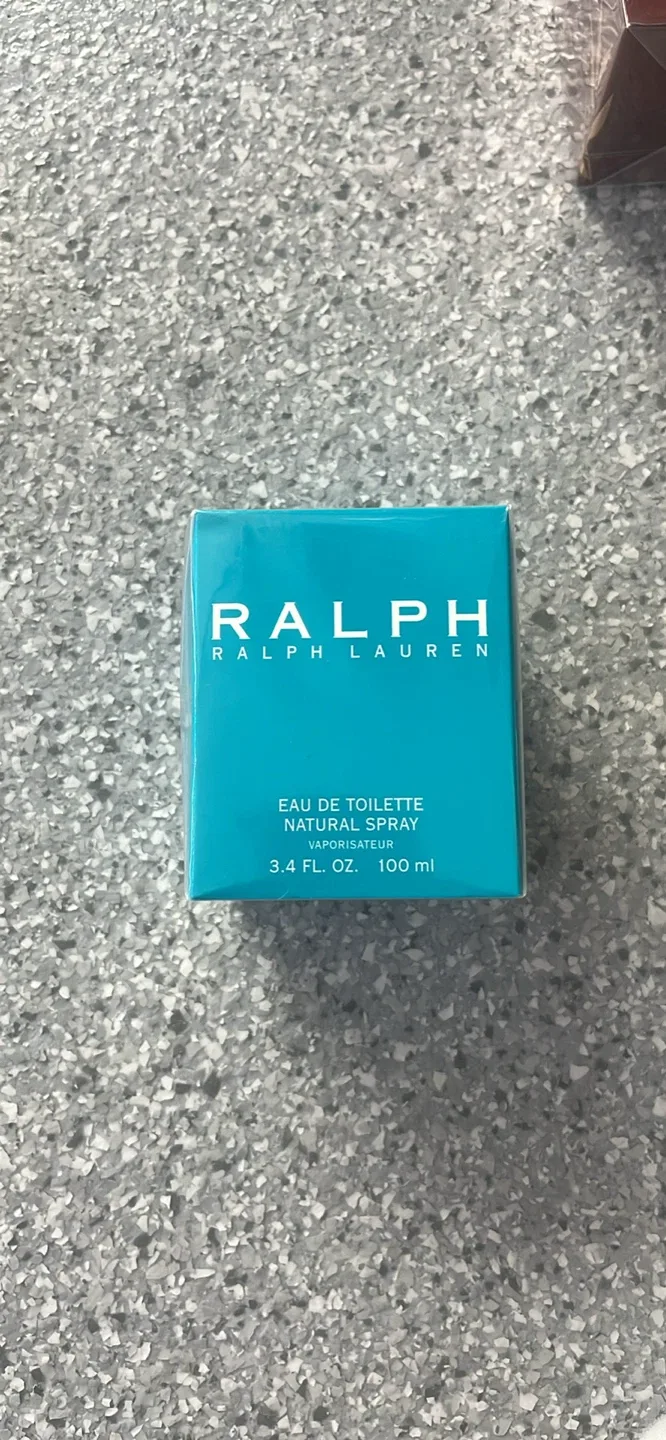 RALPH
RALPH LAUREN
EAU DE TOILETTE
NATURAL SPRAY
VAPORISATEUR
3.4 FL. OZ. 100 ml